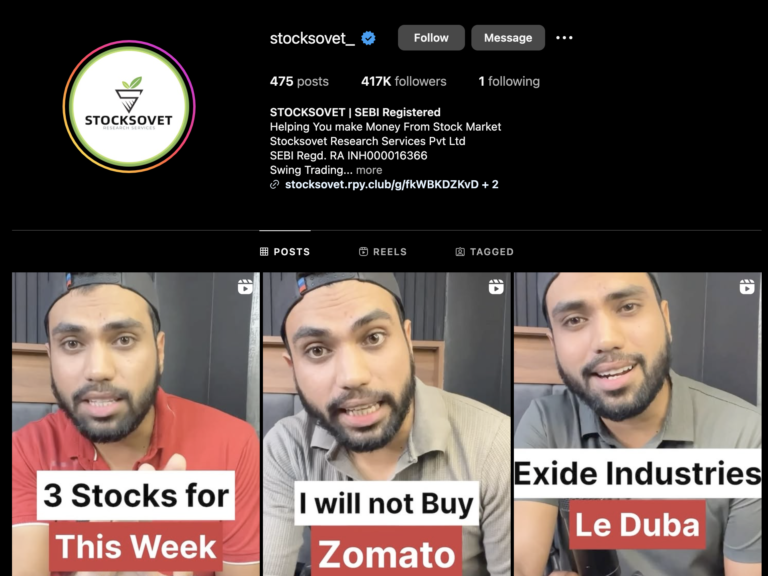 stocksovet_
Follow
Message
475 posts
417K followers
1 following
STOCKSOVET
RESEARCH SERVICES
STOCKSOVET | SEBI Registered
Helping You make Money From Stock Market
Stocksovet Research Services Pvt Ltd
SEBI Regd. RA INH000016366
Swing Trading... more
stocksovet.rpy.club/g/fkWBKDZKvD + 2
POSTS
REELS
TAGGED
3 Stocks for
This Week
I will not Buy
Zomato
Exide Industries
Le Duba